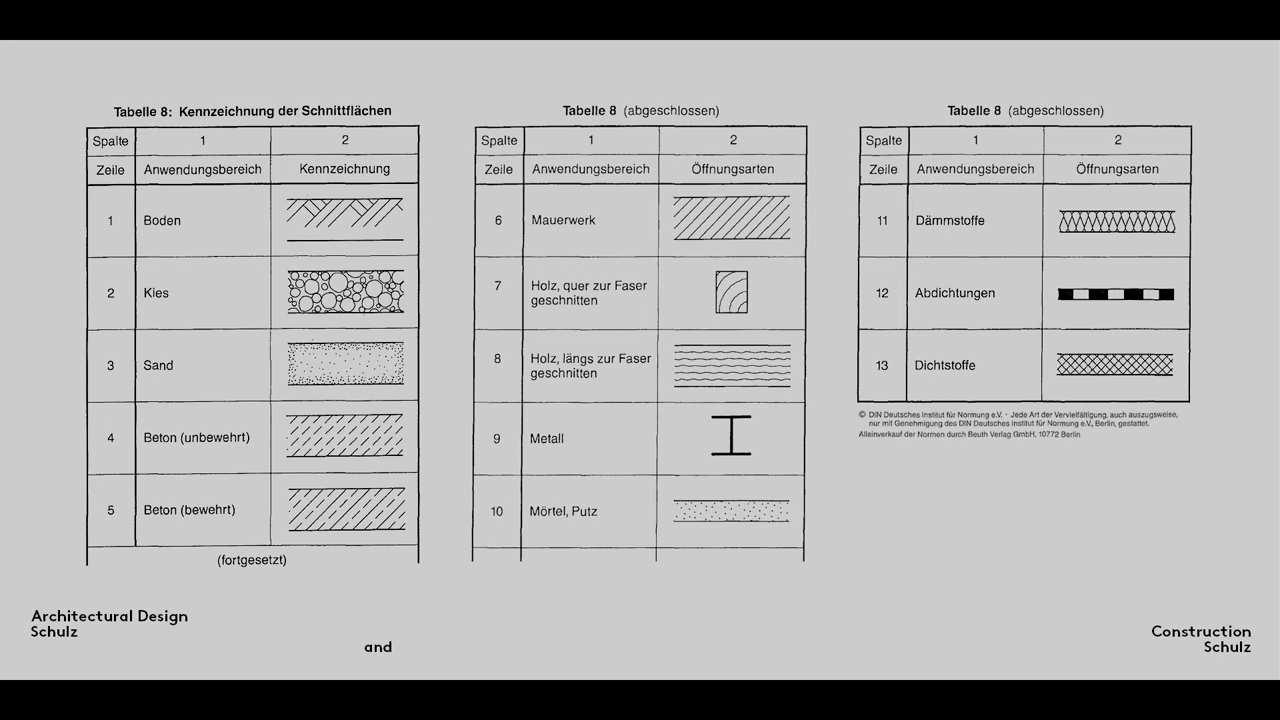 Tabelle 8: Kennzeichnung der Schnittflächen
Spalte 1 2
Zeile Anwendungsbereich Kennzeichnung
1 Boden
2 Kies
3 Sand
4 Beton (unbewehrt)
5 Beton (bewehrt)
(fortgesetzt)
Tabelle 8 (abgeschlossen)
Spalte 1 2
Zeile Anwendungsbereich Öffnungsarten
6 Mauerwerk
7 Holz, quer zur Faser
geschnitten
8 Holz, längs zur Faser
geschnitten
9 Metall
10 Mörtel, Putz
Tabelle 8 (abgeschlossen)
Spalte 1 2
Zeile Anwendungsbereich Öffnungsarten
11 Dämmstoffe
12 Abdichtungen
13 Dichtstoffe
© DIN Deutsches Institut für Normung e.V. · Jede Art der Vervielfältigung, auch auszugsweise,
nur mit Genehmigung des DIN Deutsches Institut für Normung e.V., Berlin, gestattet.
Alleinverkauf der Normen durch Beuth Verlag GmbH, 10772 Berlin
Architectural Design
Schulz
and
Construction
Schulz